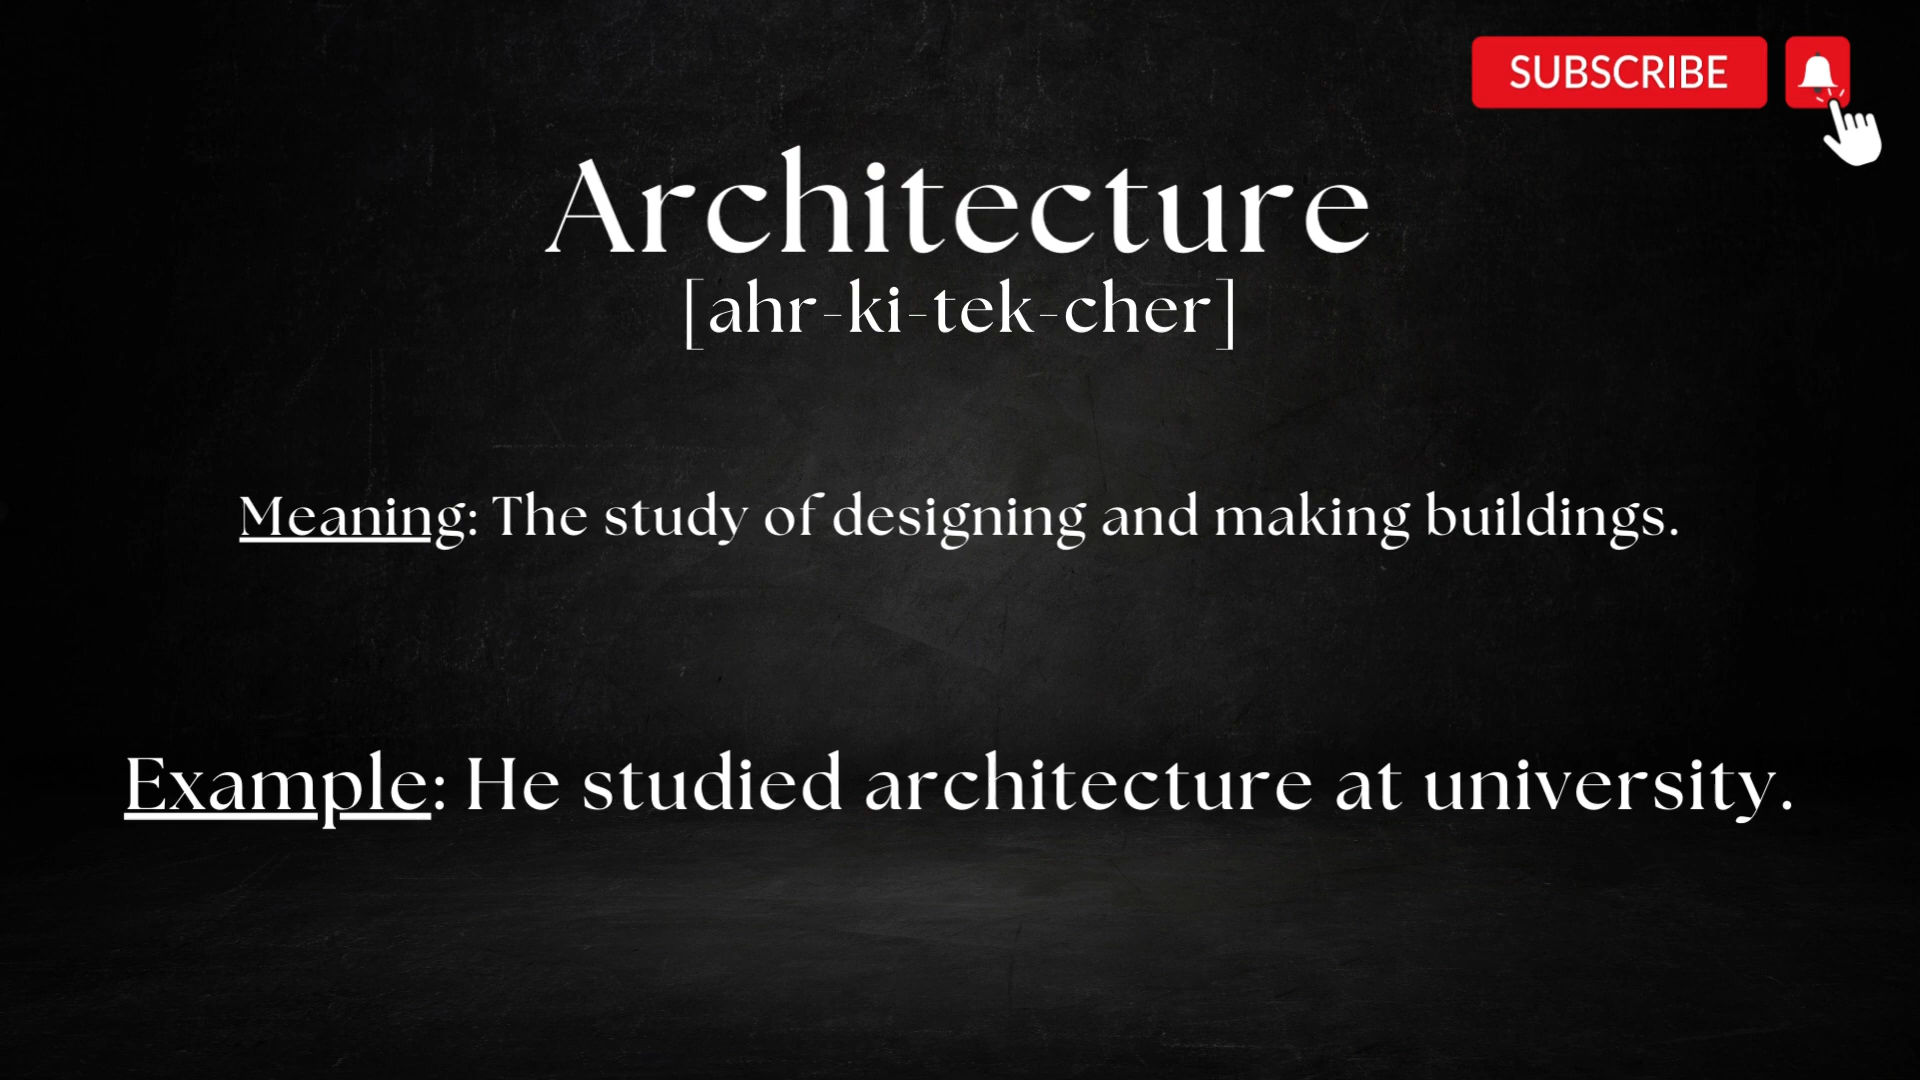 SUBSCRIBE
Architecture
[ahr-ki-tek-cher]
Meaning: The study of designing and making buildings.
Example: He studied architecture at university.